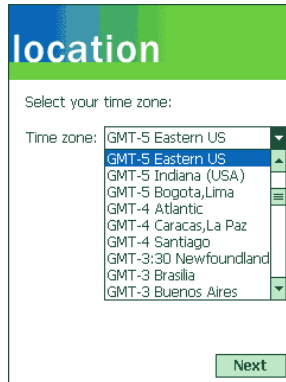 location
Select your time zone:
Time zone: GMT-5 Eastern US
GMT-5 Eastern US
GMT-5 Indiana (USA)
GMT-5 Bogota,Lima
GMT-4 Atlantic
GMT-4 Caracas,La Paz
GMT-4 Santiago
GMT-3:30 Newfoundland
GMT-3 Brasilia
GMT-3 Buenos Aires
Next